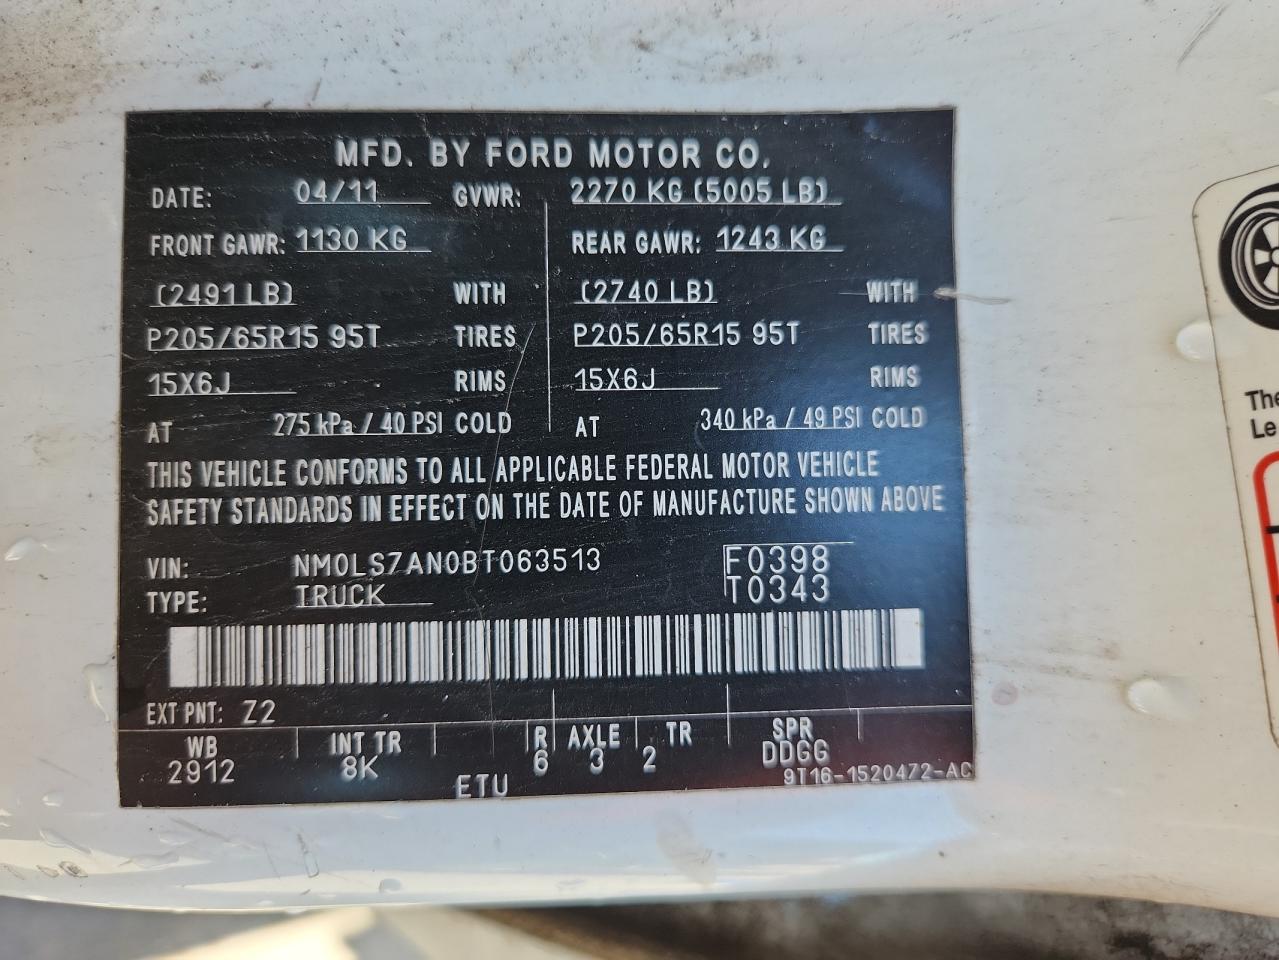 MFD. BY FORD MOTOR CO.
DATE: 04/11 GVWR: 2270 KG (5005 LB)
FRONT GAWR: 1130 KG REAR GAWR: 1243 KG
(2491 LB) WITH (2740 LB) WITH
P205/65R15 95T TIRES P205/65R15 95T TIRES
15X6J RIMS 15X6J RIMS
AT 275 kPa / 40 PSI COLD AT 340 kPa / 49 PSI COLD
THIS VEHICLE CONFORMS TO ALL APPLICABLE FEDERAL MOTOR VEHICLE
SAFETY STANDARDS IN EFFECT ON THE DATE OF MANUFACTURE SHOWN ABOVE
VIN: NM0LS7AN0BT063513 F0398
TYPE: TRUCK T0343
EXT PNT: Z2
WB INT TR R AXLE TR SPR
2912 8K 6 3 2 DDGG
ETU 9T16-1520472-AC
The
Le